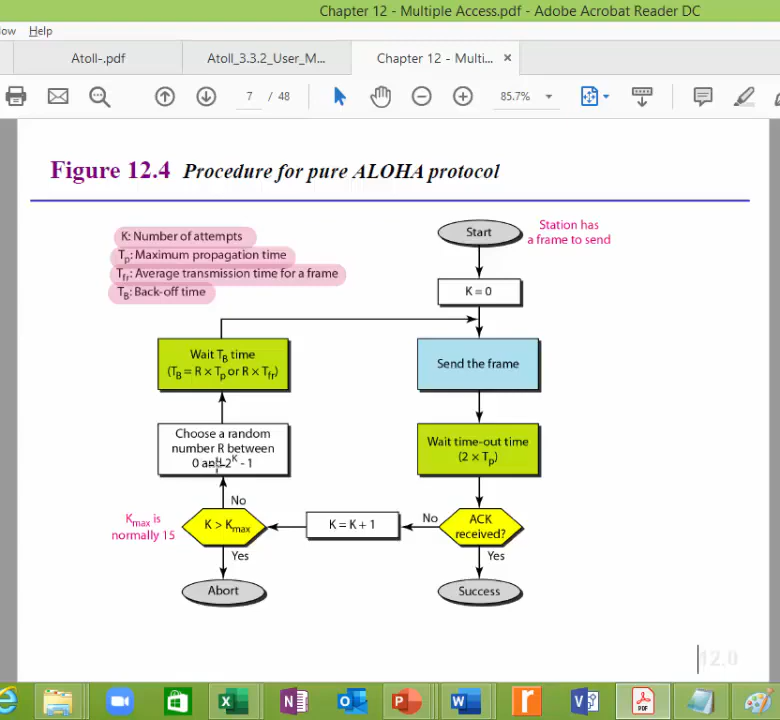 Chapter 12 - Multiple Access.pdf - Adobe Acrobat Reader DC
Help
Atoll-.pdf
Atoll_3.3.2_User_M...
Chapter 12 - Multi... ×
7 / 48
85.7%
Figure 12.4 Procedure for pure ALOHA protocol
K: Number of attempts
Tp: Maximum propagation time
Tfr: Average transmission time for a frame
TB: Back-off time
Start
Station has
a frame to send
K = 0
Wait TB time
(TB = R × Tp or R × Tfr)
Send the frame
Choose a random
number R between
0 and 2^K - 1
Wait time-out time
(2 × Tp)
No
Kmax is
normally 15
K > Kmax
K = K + 1
No
ACK
received?
Yes
Yes
Abort
Success
12.0